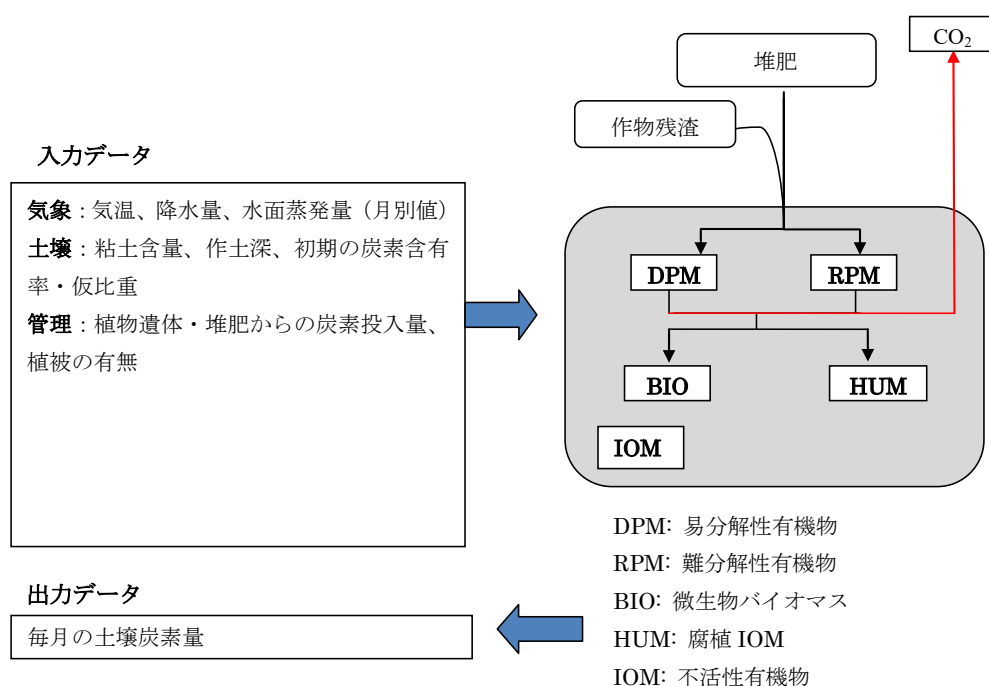 CO₂
堆肥
作物残渣
入力データ
気象：気温、降水量、水面蒸発量（月別値）
土壌：粘土含量、作土深、初期の炭素含有
率・仮比重
管理：植物遺体・堆肥からの炭素投入量、
植被の有無
DPM
RPM
BIO
HUM
IOM
DPM: 易分解性有機物
RPM: 難分解性有機物
BIO: 微生物バイオマス
HUM: 腐植 IOM
IOM: 不活性有機物
出力データ
毎月の土壌炭素量